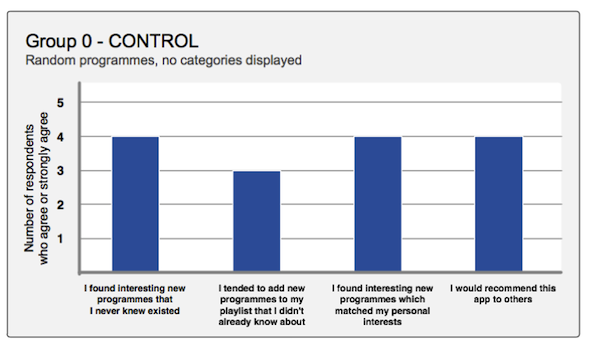 Group 0 - CONTROL
Random programmes, no categories displayed
Number of respondents
who agree or strongly agree
5
4
3
2
1
I found interesting new
programmes that
I never knew existed
I tended to add new
programmes to my
playlist that I didn't
already know about
I found interesting new
programmes which
matched my personal
interests
I would recommend this
app to others